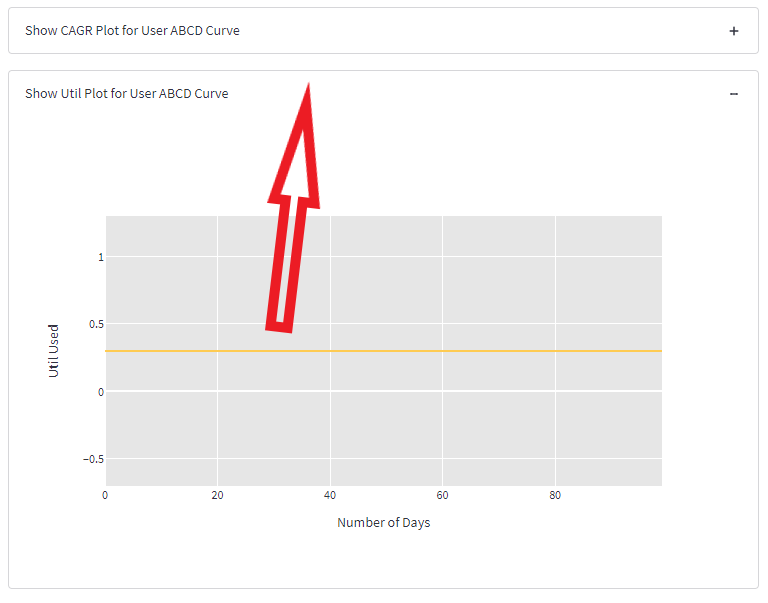 Show CAGR Plot for User ABCD Curve +
Show Util Plot for User ABCD Curve −
1
0.5
0
−0.5
Util Used
0 20 40 60 80
Number of Days